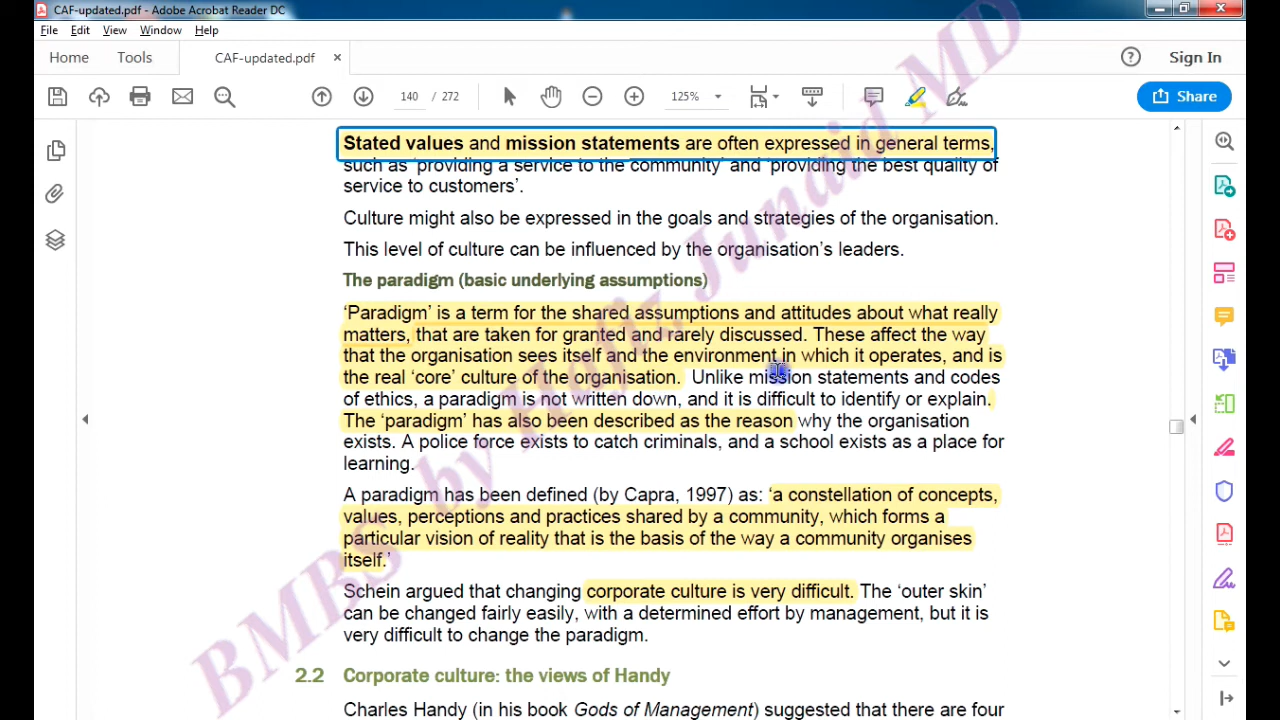 CAF-updated.pdf - Adobe Acrobat Reader DC
File Edit View Window Help
Home Tools CAF-updated.pdf × ? Sign In
140 / 272 125% Share
Stated values and mission statements are often expressed in general terms,
such as ‘providing a service to the community’ and ‘providing the best quality of
service to customers’.
Culture might also be expressed in the goals and strategies of the organisation.
This level of culture can be influenced by the organisation’s leaders.
The paradigm (basic underlying assumptions)
‘Paradigm’ is a term for the shared assumptions and attitudes about what really
matters, that are taken for granted and rarely discussed. These affect the way
that the organisation sees itself and the environment in which it operates, and is
the real ‘core’ culture of the organisation. Unlike mission statements and codes
of ethics, a paradigm is not written down, and it is difficult to identify or explain.
The ‘paradigm’ has also been described as the reason why the organisation
exists. A police force exists to catch criminals, and a school exists as a place for
learning.
A paradigm has been defined (by Capra, 1997) as: ‘a constellation of concepts,
values, perceptions and practices shared by a community, which forms a
particular vision of reality that is the basis of the way a community organises
itself.’
Schein argued that changing corporate culture is very difficult. The ‘outer skin’
can be changed fairly easily, with a determined effort by management, but it is
very difficult to change the paradigm.
2.2 Corporate culture: the views of Handy
Charles Handy (in his book Gods of Management) suggested that there are four
BMBS by Hafiz Junaid MD